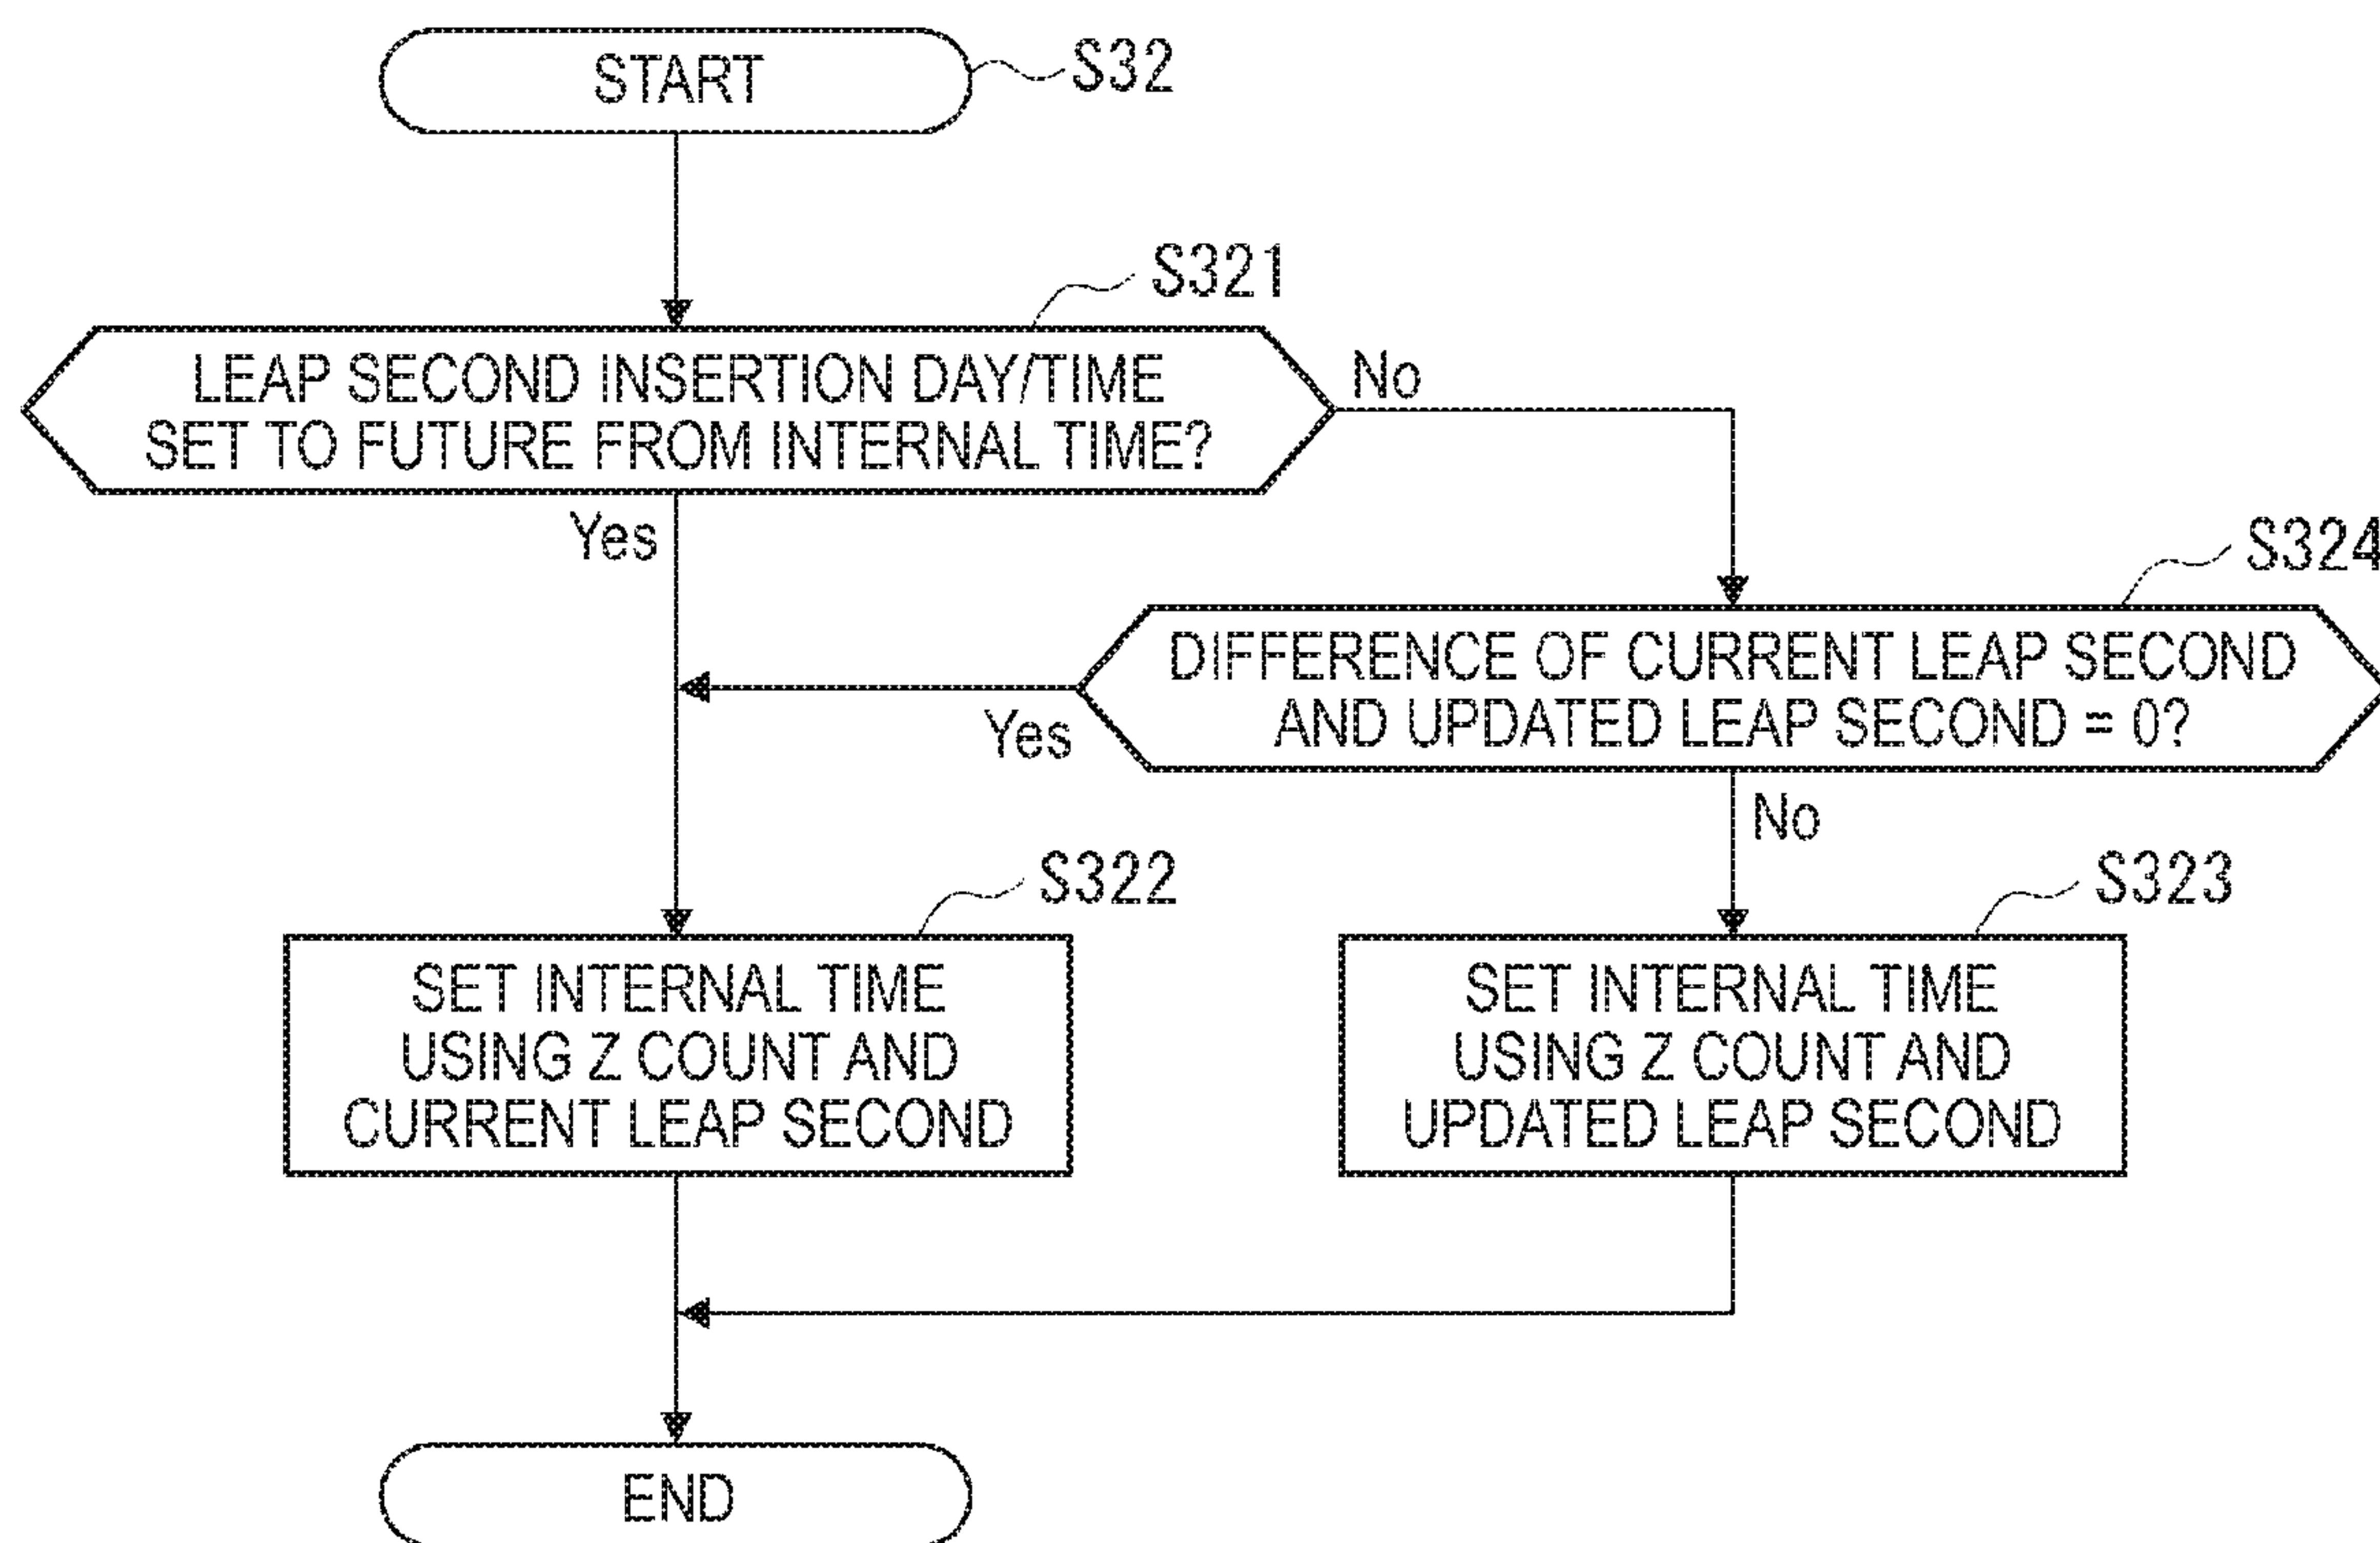 START
S32
S321
LEAP SECOND INSERTION DAY/TIME
SET TO FUTURE FROM INTERNAL TIME?
No
Yes
S324
DIFFERENCE OF CURRENT LEAP SECOND
AND UPDATED LEAP SECOND = 0?
Yes
No
S322
SET INTERNAL TIME
USING Z COUNT AND
CURRENT LEAP SECOND
S323
SET INTERNAL TIME
USING Z COUNT AND
UPDATED LEAP SECOND
END